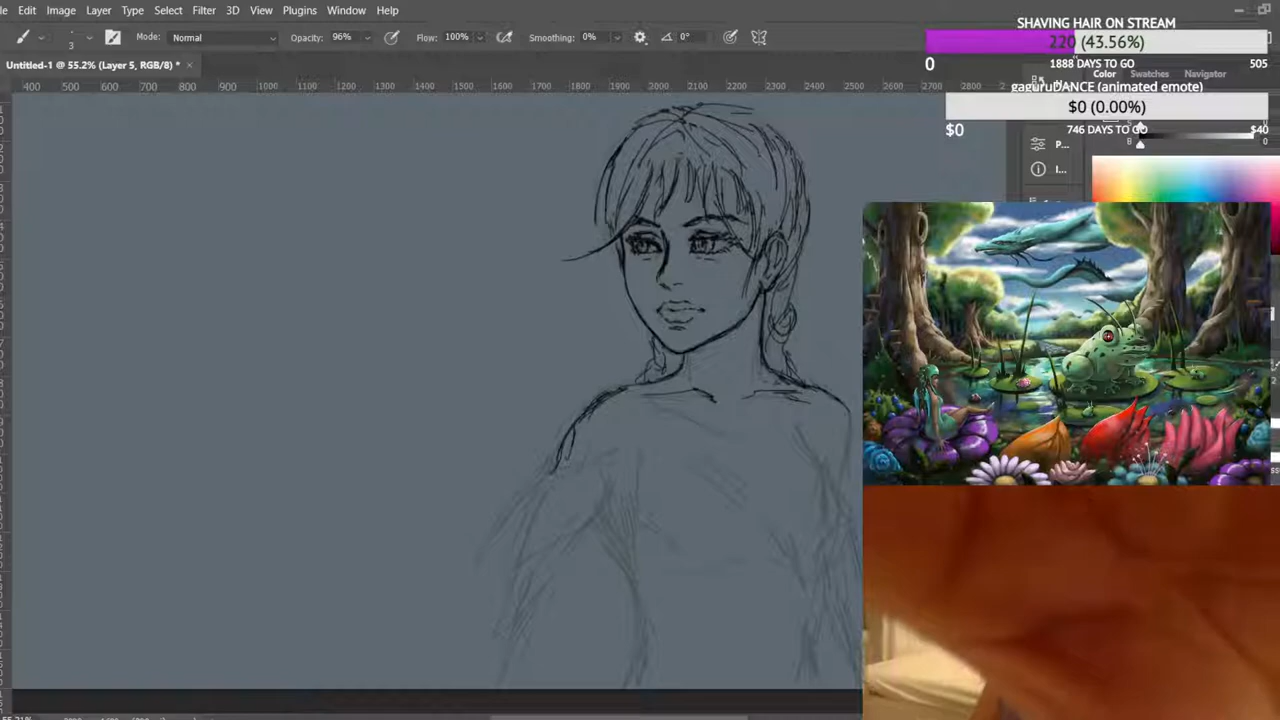 le Edit Image Layer Type Select Filter 3D View Plugins Window Help
3 Mode: Normal Opacity: 96% Flow: 100% Smoothing: 0% 0°
Untitled-1 @ 55.2% (Layer 5, RGB/8) * ×
400 500 600 700 800 900 1000 1100 1200 1300 1400 1500 1600 1700 1800 1900 2000 2100 2200 2300 2400 2500 2600 2700 2800
SHAVING HAIR ON STREAM
220 (43.56%)
0 1888 DAYS TO GO 505
Color Swatches Navigator
gaguruDANCE (animated emote)
$0 (0.00%)
$0 746 DAYS TO GO $40
B 0
P...
I...